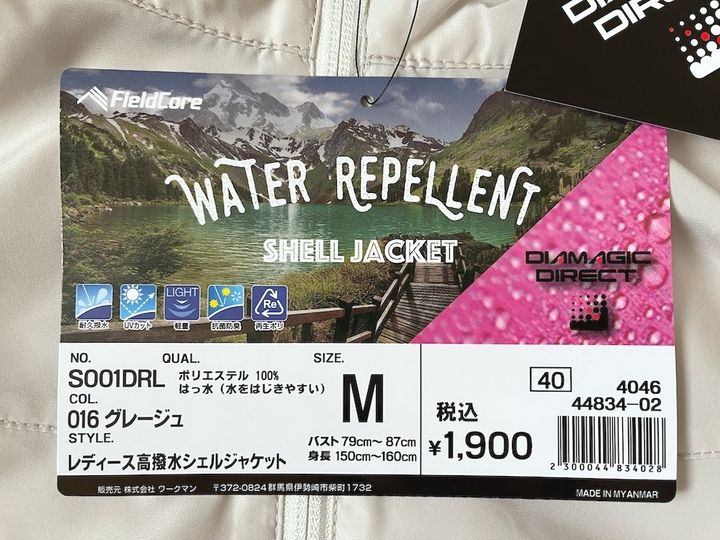 DIAMAGIC
DIRECT
FieldCore
WATER REPELLENT
SHELL JACKET
DIAMAGIC
DIRECT
LIGHT
Re
耐久撥水
UVカット
軽量
抗菌防臭
再生ポリ
NO.
S001DRL
QUAL.
ポリエステル 100%
はっ水(水をはじきやすい)
COL.
016 グレージュ
STYLE.
レディース高撥水シェルジャケット
SIZE.
M
バスト 79cm～ 87cm
身長 150cm～160cm
税込
¥1,900
40
4046
44834-02
2300044834028
販売元 株式会社 ワークマン 〒372-0824 群馬県伊勢崎市柴町1732
MADE IN MYANMAR